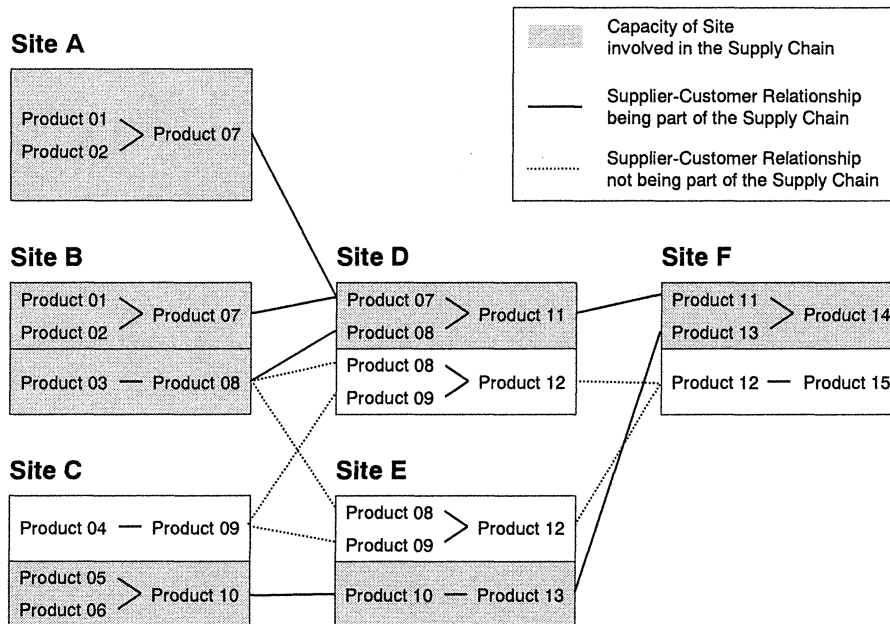 Capacity of Site
involved in the Supply Chain
Supplier-Customer Relationship
being part of the Supply Chain
Supplier-Customer Relationship
not being part of the Supply Chain
Site A
Product 01
Product 02
Product 07
Site B
Product 01
Product 02
Product 07
Product 03
Product 08
Site C
Product 04
Product 09
Product 05
Product 06
Product 10
Site D
Product 07
Product 08
Product 11
Product 08
Product 09
Product 12
Site E
Product 08
Product 09
Product 12
Product 10
Product 13
Site F
Product 11
Product 13
Product 14
Product 12
Product 15